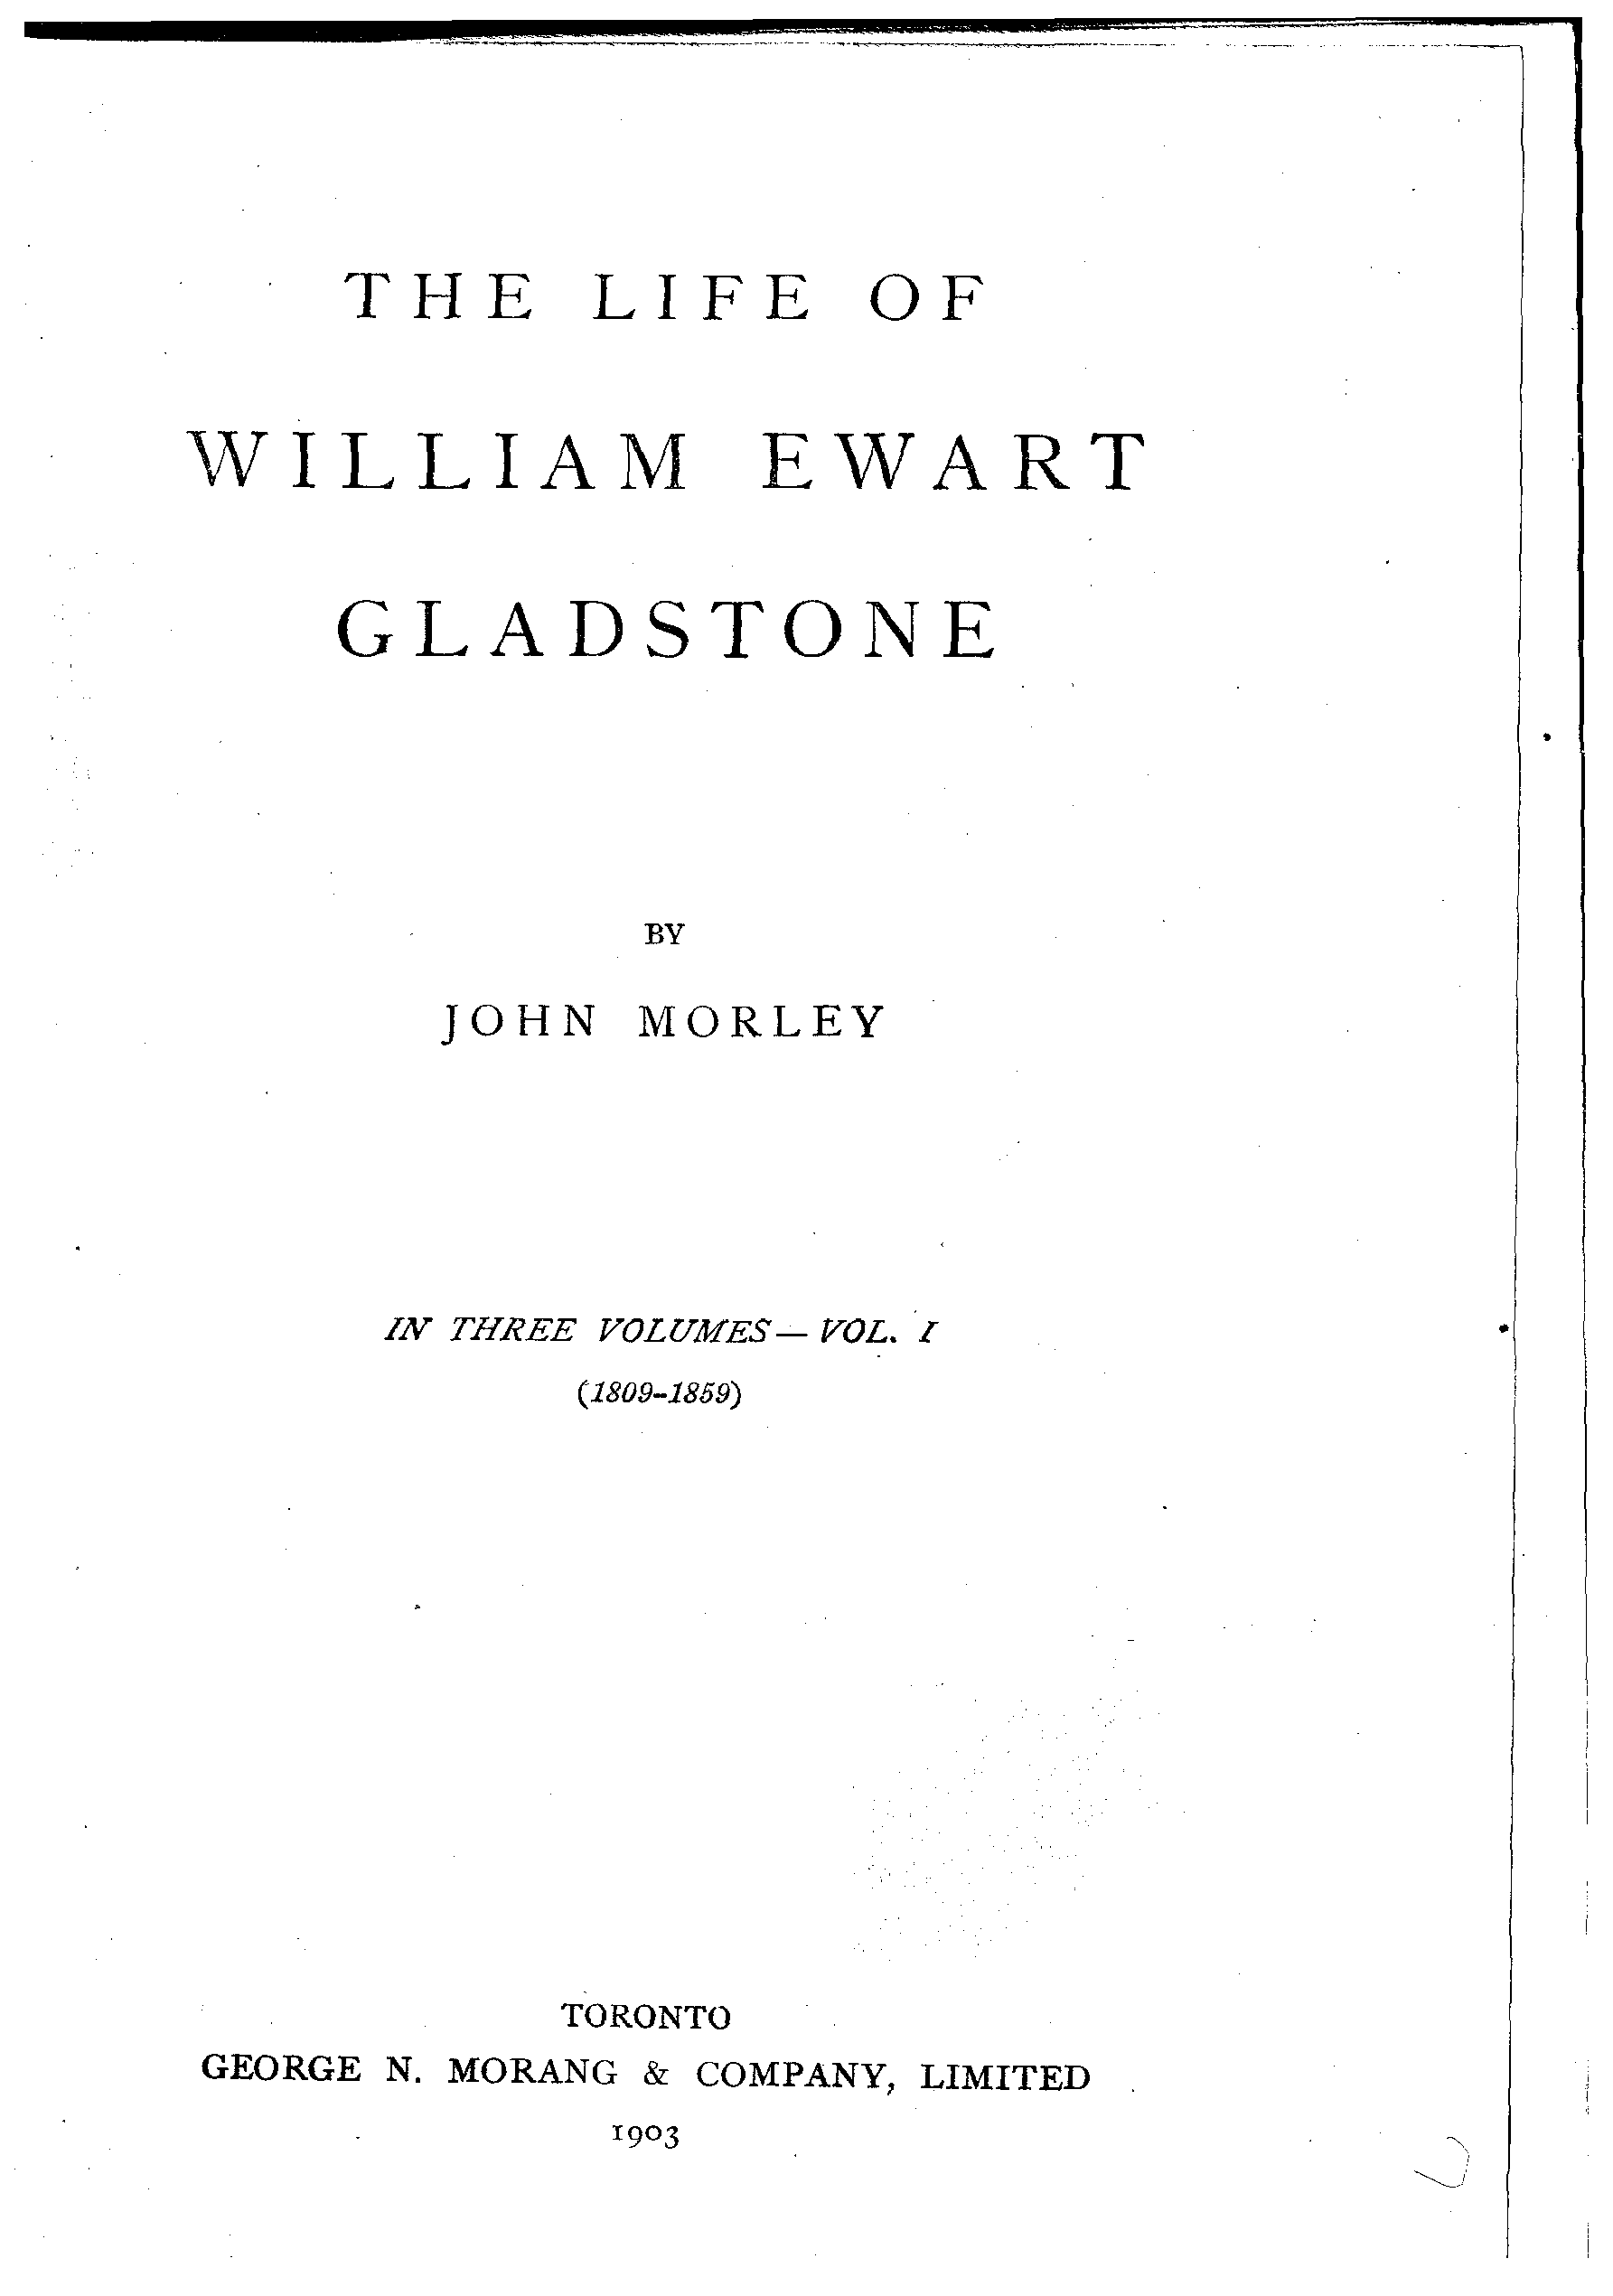 THE LIFE OF
WILLIAM EWART
GLADSTONE
BY
JOHN MORLEY
IN THREE VOLUMES — VOL. I
(1809–1859)
TORONTO
GEORGE N. MORANG & COMPANY, LIMITED
1903